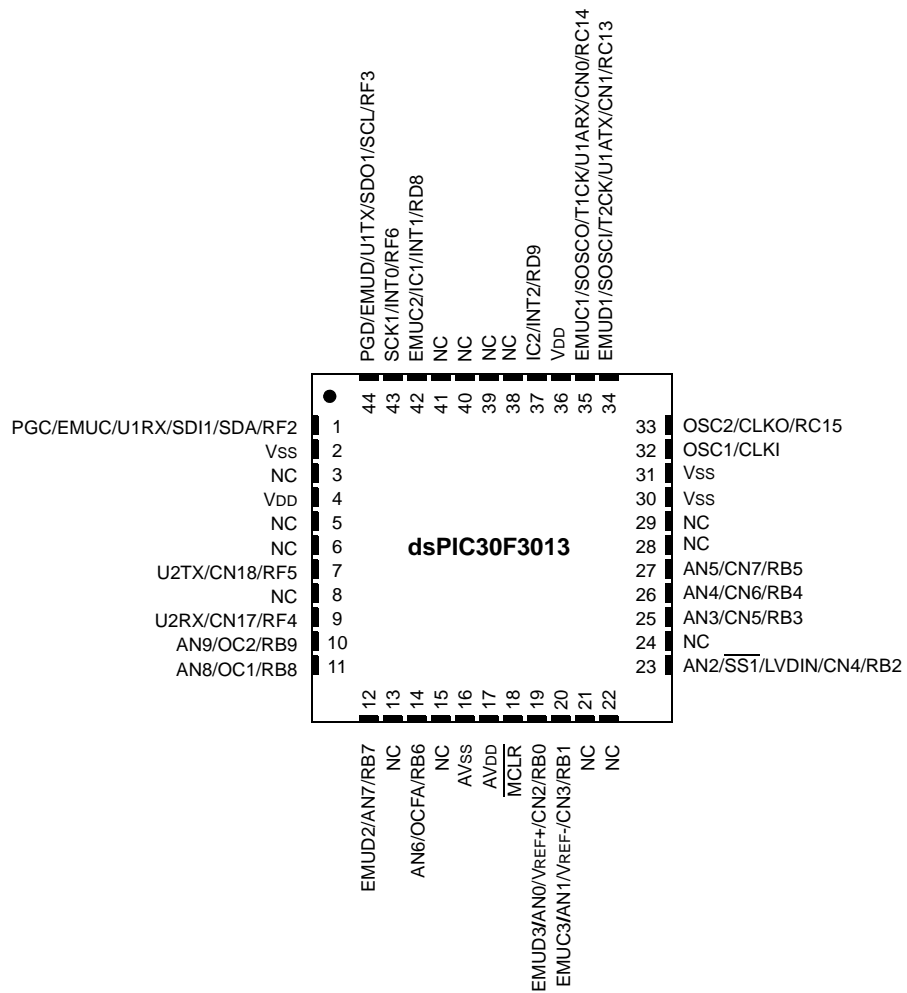 PGD/EMUD/U1TX/SDO1/SCL/RF3
SCK1/INT0/RF6
EMUC2/IC1/INT1/RD8
NC
NC
NC
NC
IC2/INT2/RD9
VDD
EMUC1/SOSCO/T1CK/U1ARX/CN0/RC14
EMUD1/SOSCI/T2CK/U1ATX/CN1/RC13
44 43 42 41 40 39 38 37 36 35 34
PGC/EMUC/U1RX/SDI1/SDA/RF2 1
VSS 2
NC 3
VDD 4
NC 5
NC 6
U2TX/CN18/RF5 7
NC 8
U2RX/CN17/RF4 9
AN9/OC2/RB9 10
AN8/OC1/RB8 11
dsPIC30F3013
33 OSC2/CLKO/RC15
32 OSC1/CLKI
31 VSS
30 VSS
29 NC
28 NC
27 AN5/CN7/RB5
26 AN4/CN6/RB4
25 AN3/CN5/RB3
24 NC
23 AN2/SS1/LVDIN/CN4/RB2
12 13 14 15 16 17 18 19 20 21 22
EMUD2/AN7/RB7
NC
AN6/OCFA/RB6
NC
AVSS
AVDD
MCLR
EMUD3/AN0/VREF+/CN2/RB0
EMUC3/AN1/VREF-/CN3/RB1
NC
NC